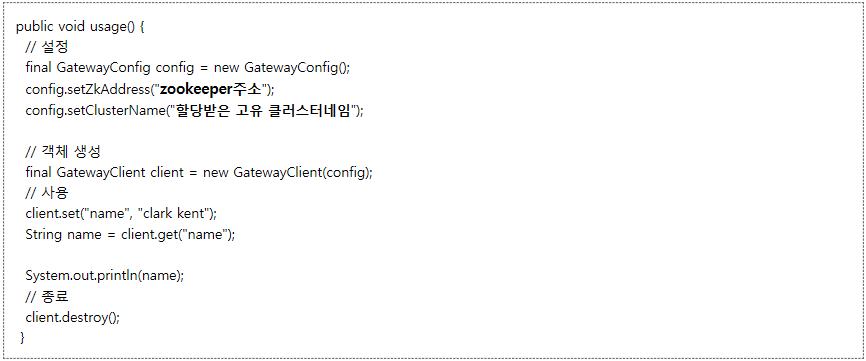 public void usage() {
// 설정
final GatewayConfig config = new GatewayConfig();
config.setZkAddress("zookeeper주소");
config.setClusterName("할당받은 고유 클러스터네임");
// 객체 생성
final GatewayClient client = new GatewayClient(config);
// 사용
client.set("name", "clark kent");
String name = client.get("name");
System.out.println(name);
// 종료
client.destroy();
}